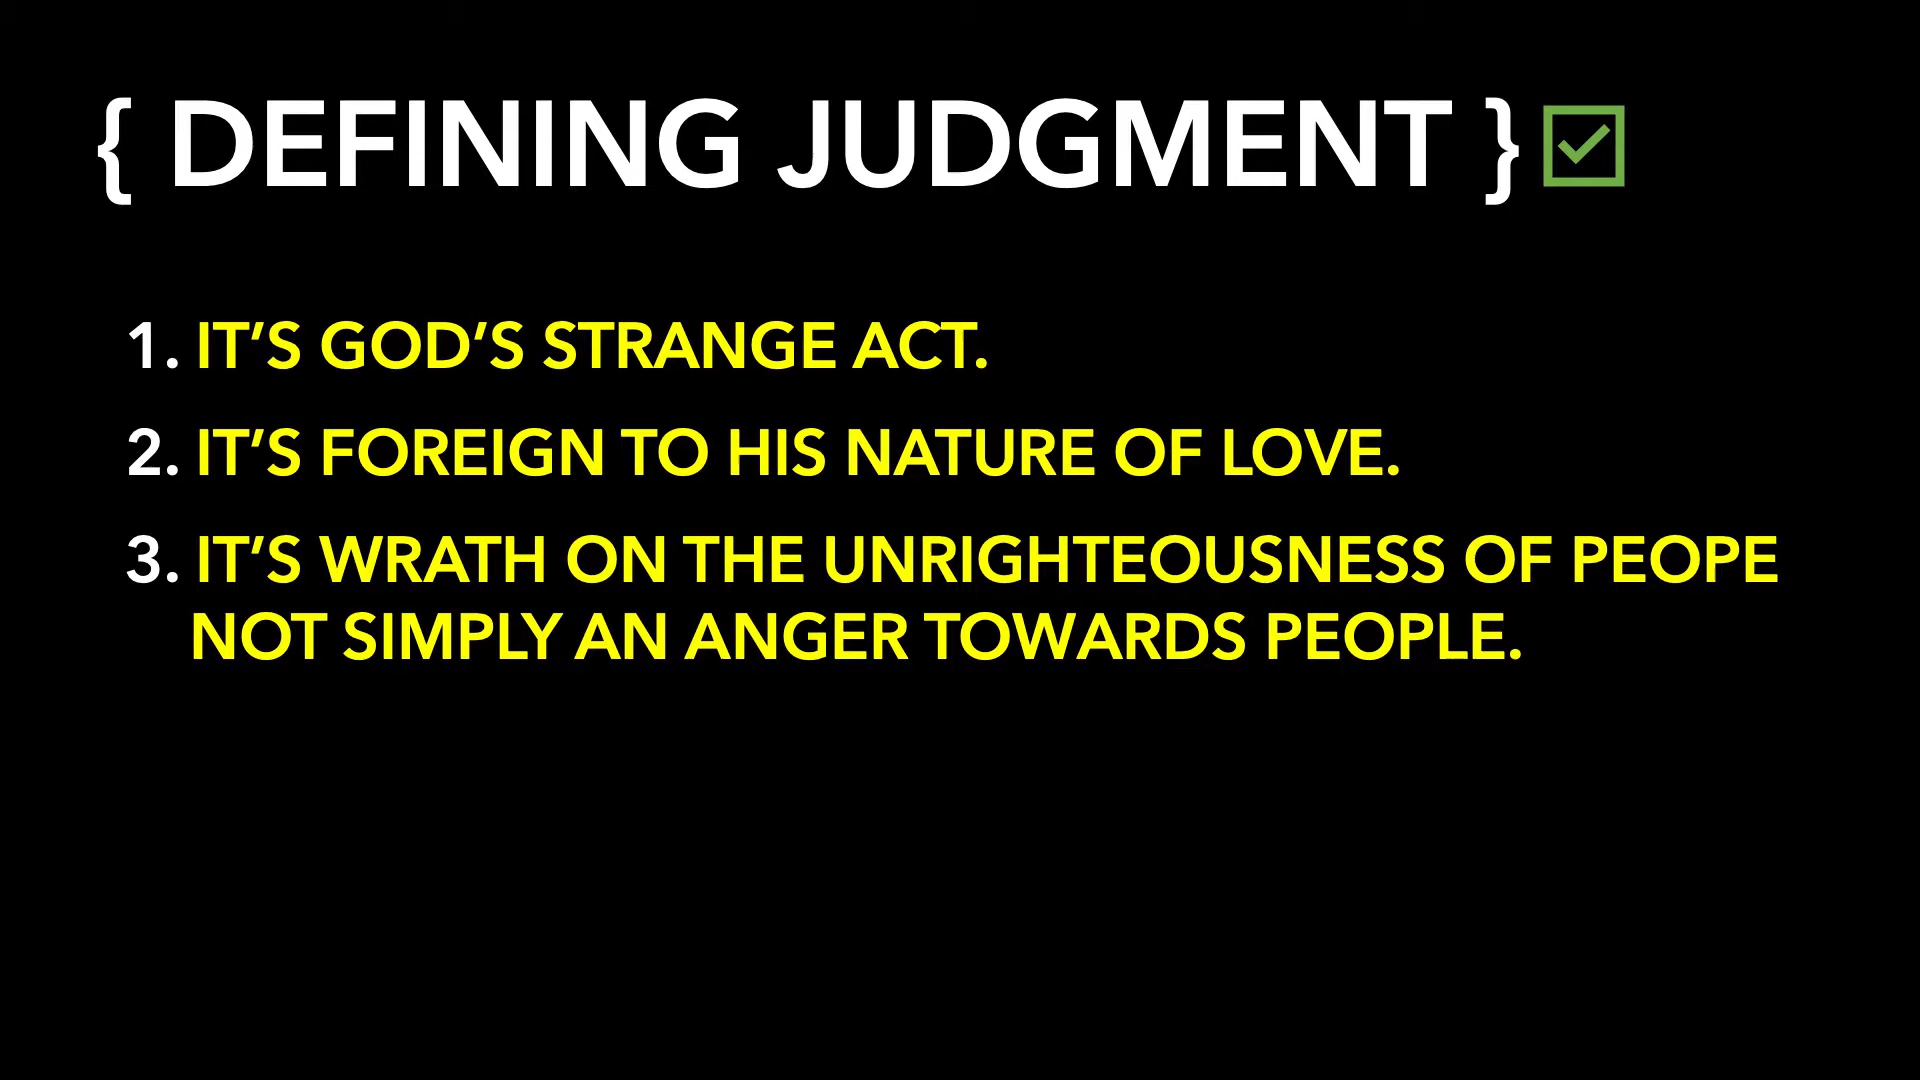 { DEFINING JUDGMENT } ☑
1. IT’S GOD’S STRANGE ACT.
2. IT’S FOREIGN TO HIS NATURE OF LOVE.
3. IT’S WRATH ON THE UNRIGHTEOUSNESS OF PEOPE
NOT SIMPLY AN ANGER TOWARDS PEOPLE.